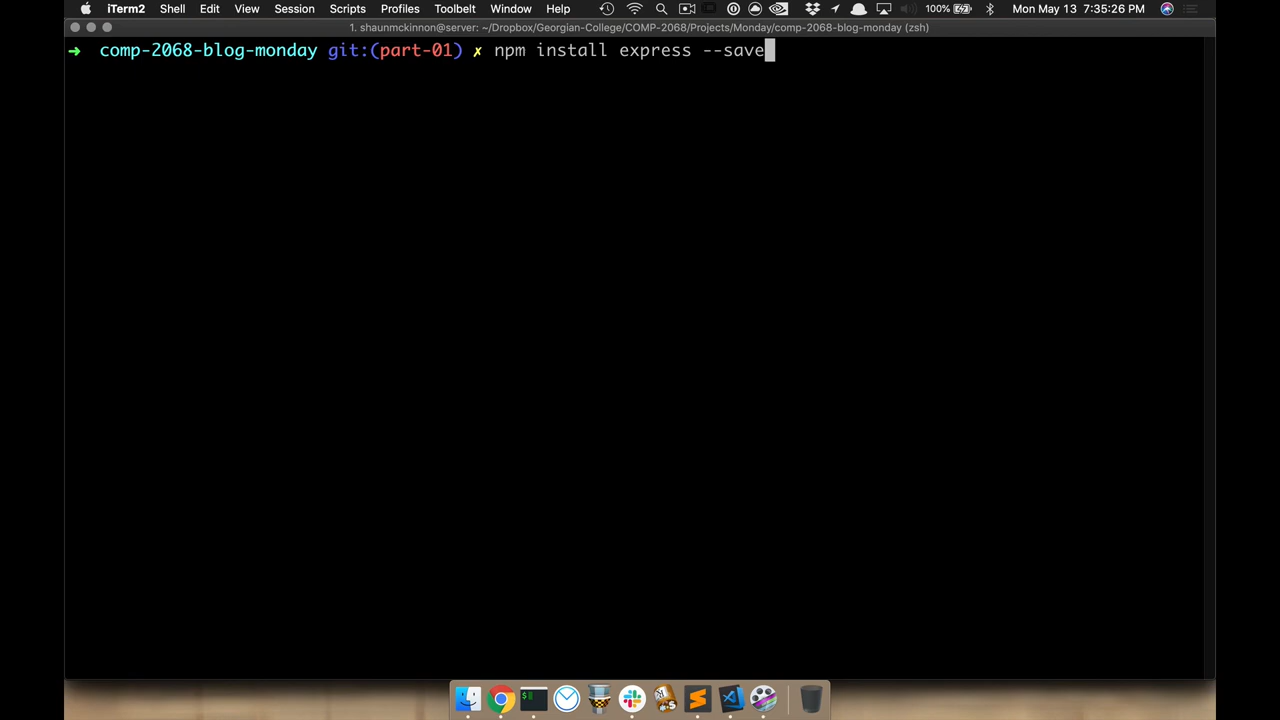 iTerm2 Shell Edit View Session Scripts Profiles Toolbelt Window Help 100% Mon May 13 7:35:26 PM
1. shaunmckinnon@server: ~/Dropbox/Georgian-College/COMP-2068/Projects/Monday/comp-2068-blog-monday (zsh)
➜ comp-2068-blog-monday git:(part-01) ✗ npm install express --save